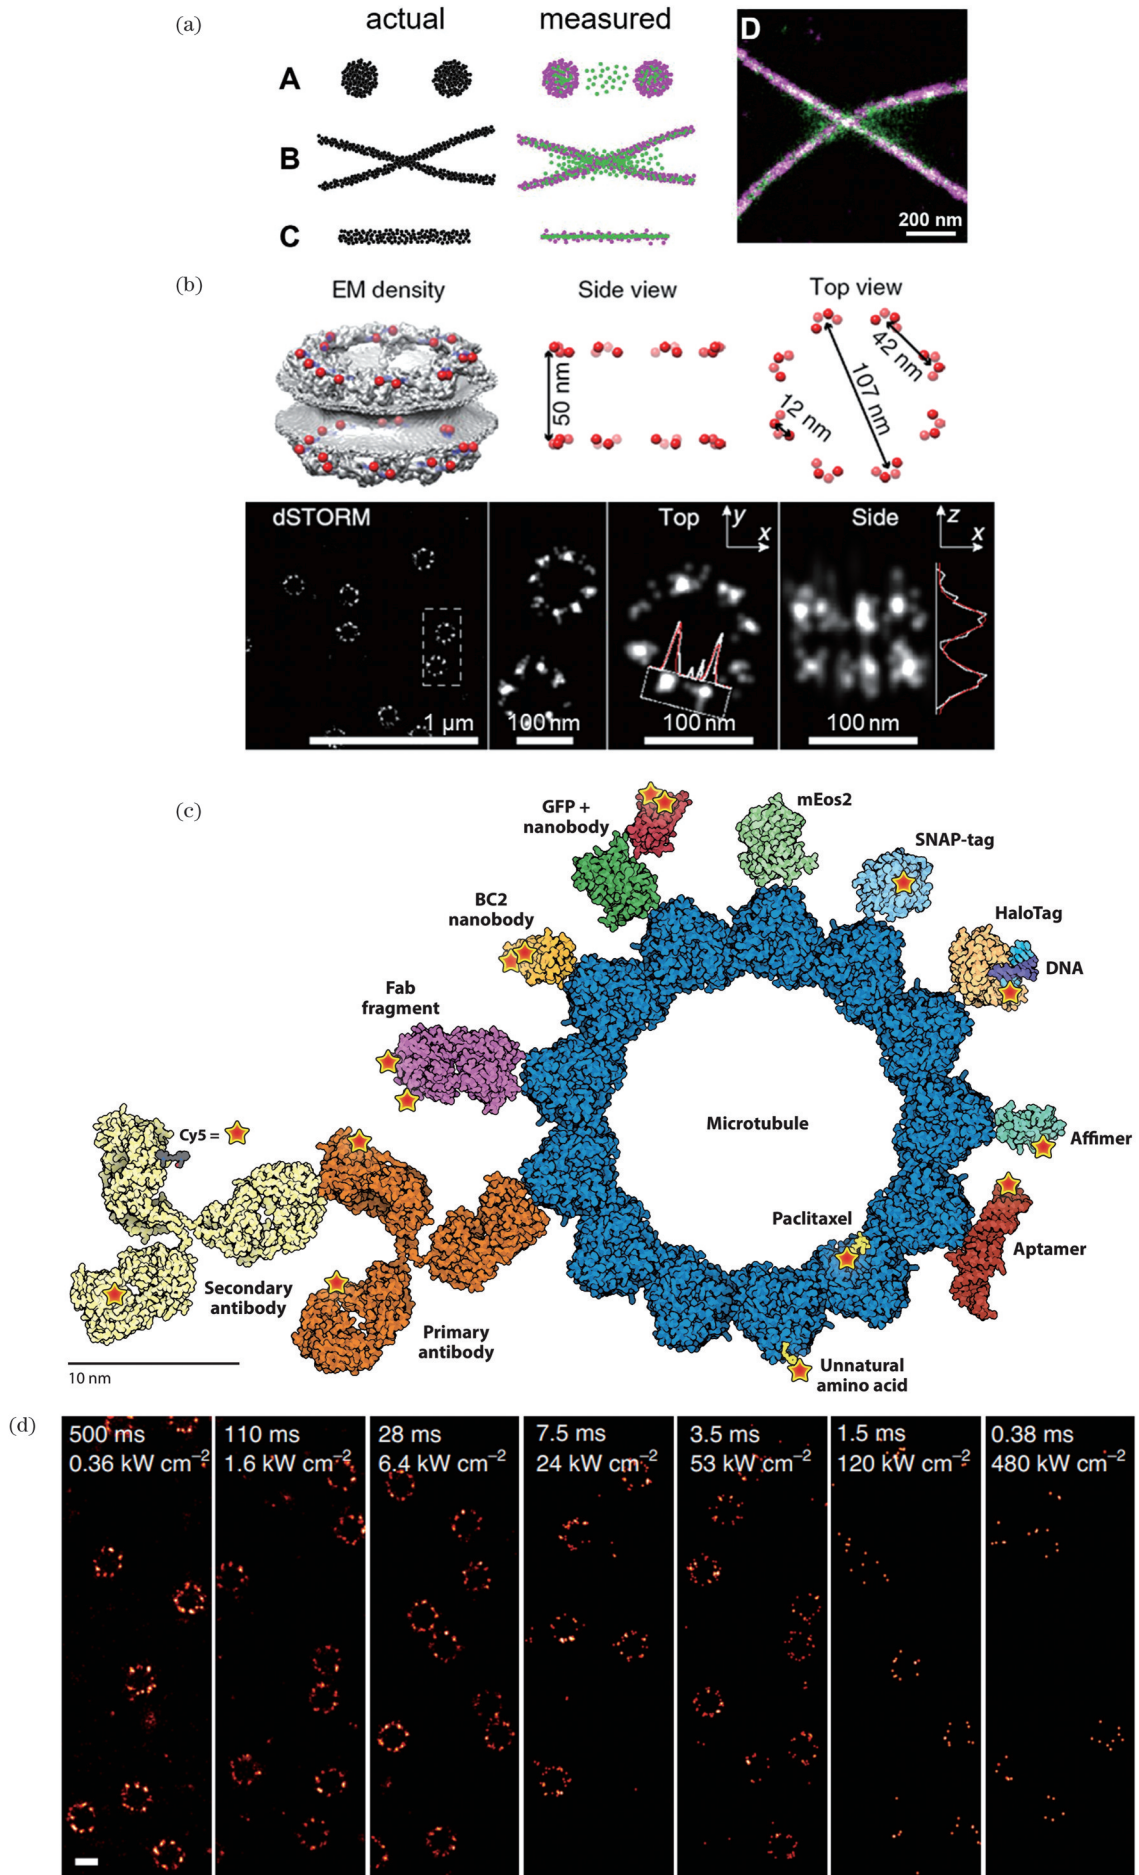 (a)
actual
measured
A
B
C
D
200 nm
(b)
EM density
Side view
Top view
50 nm
42 nm
107 nm
12 nm
dSTORM
Top
y
x
Side
z
x
1 µm
100 nm
100 nm
100 nm
(c)
GFP +
nanobody
mEos2
SNAP-tag
BC2
nanobody
HaloTag
DNA
Fab
fragment
Cy5 =
Microtubule
Affimer
Paclitaxel
Aptamer
Secondary
antibody
Primary
antibody
Unnatural
amino acid
10 nm
(d)
500 ms
0.36 kW cm⁻²
110 ms
1.6 kW cm⁻²
28 ms
6.4 kW cm⁻²
7.5 ms
24 kW cm⁻²
3.5 ms
53 kW cm⁻²
1.5 ms
120 kW cm⁻²
0.38 ms
480 kW cm⁻²